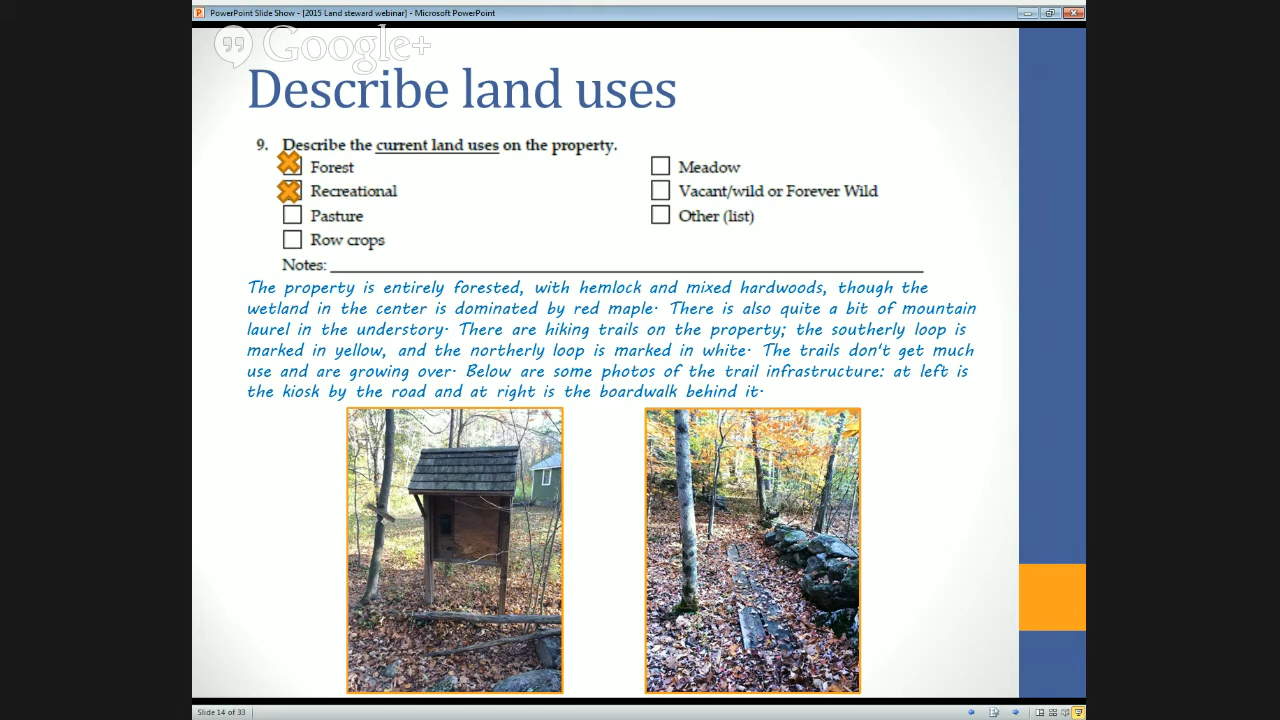 PowerPoint Slide Show - [2015 Land steward webinar] - Microsoft PowerPoint
Google+
Describe land uses
9. Describe the current land uses on the property.
Forest
Meadow
Recreational
Vacant/wild or Forever Wild
Pasture
Other (list)
Row crops
Notes:
The property is entirely forested, with hemlock and mixed hardwoods, though the
wetland in the center is dominated by red maple. There is also quite a bit of mountain
laurel in the understory. There are hiking trails on the property; the southerly loop is
marked in yellow, and the northerly loop is marked in white. The trails don't get much
use and are growing over. Below are some photos of the trail infrastructure: at left is
the kiosk by the road and at right is the boardwalk behind it.
Slide 14 of 33